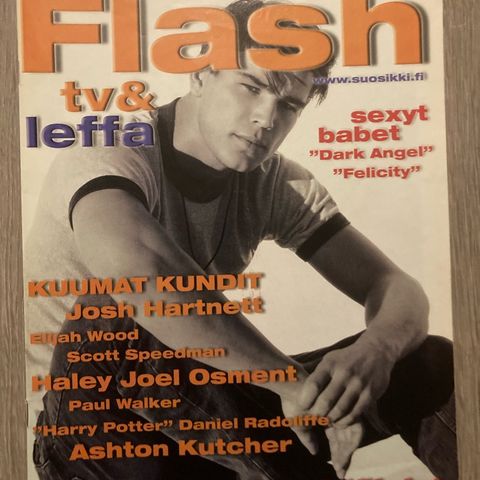 Flash
www.suosikki.fi
tv&
leffa
sexyt
babet
”Dark Angel”
”Felicity”
KUUMAT KUNDIT
Josh Hartnett
Elijah Wood
Scott Speedman
Haley Joel Osment
Paul Walker
”Harry Potter” Daniel Radcliffe
Ashton Kutcher